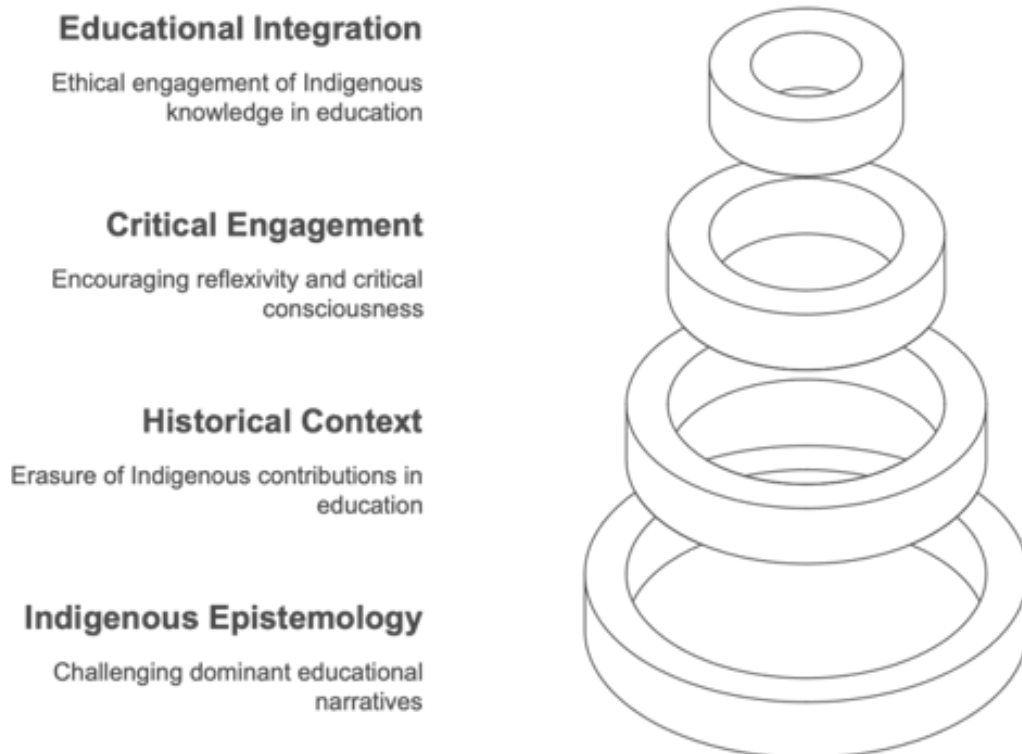 Educational Integration
Ethical engagement of Indigenous
knowledge in education
Critical Engagement
Encouraging reflexivity and critical
consciousness
Historical Context
Erasure of Indigenous contributions in
education
Indigenous Epistemology
Challenging dominant educational
narratives